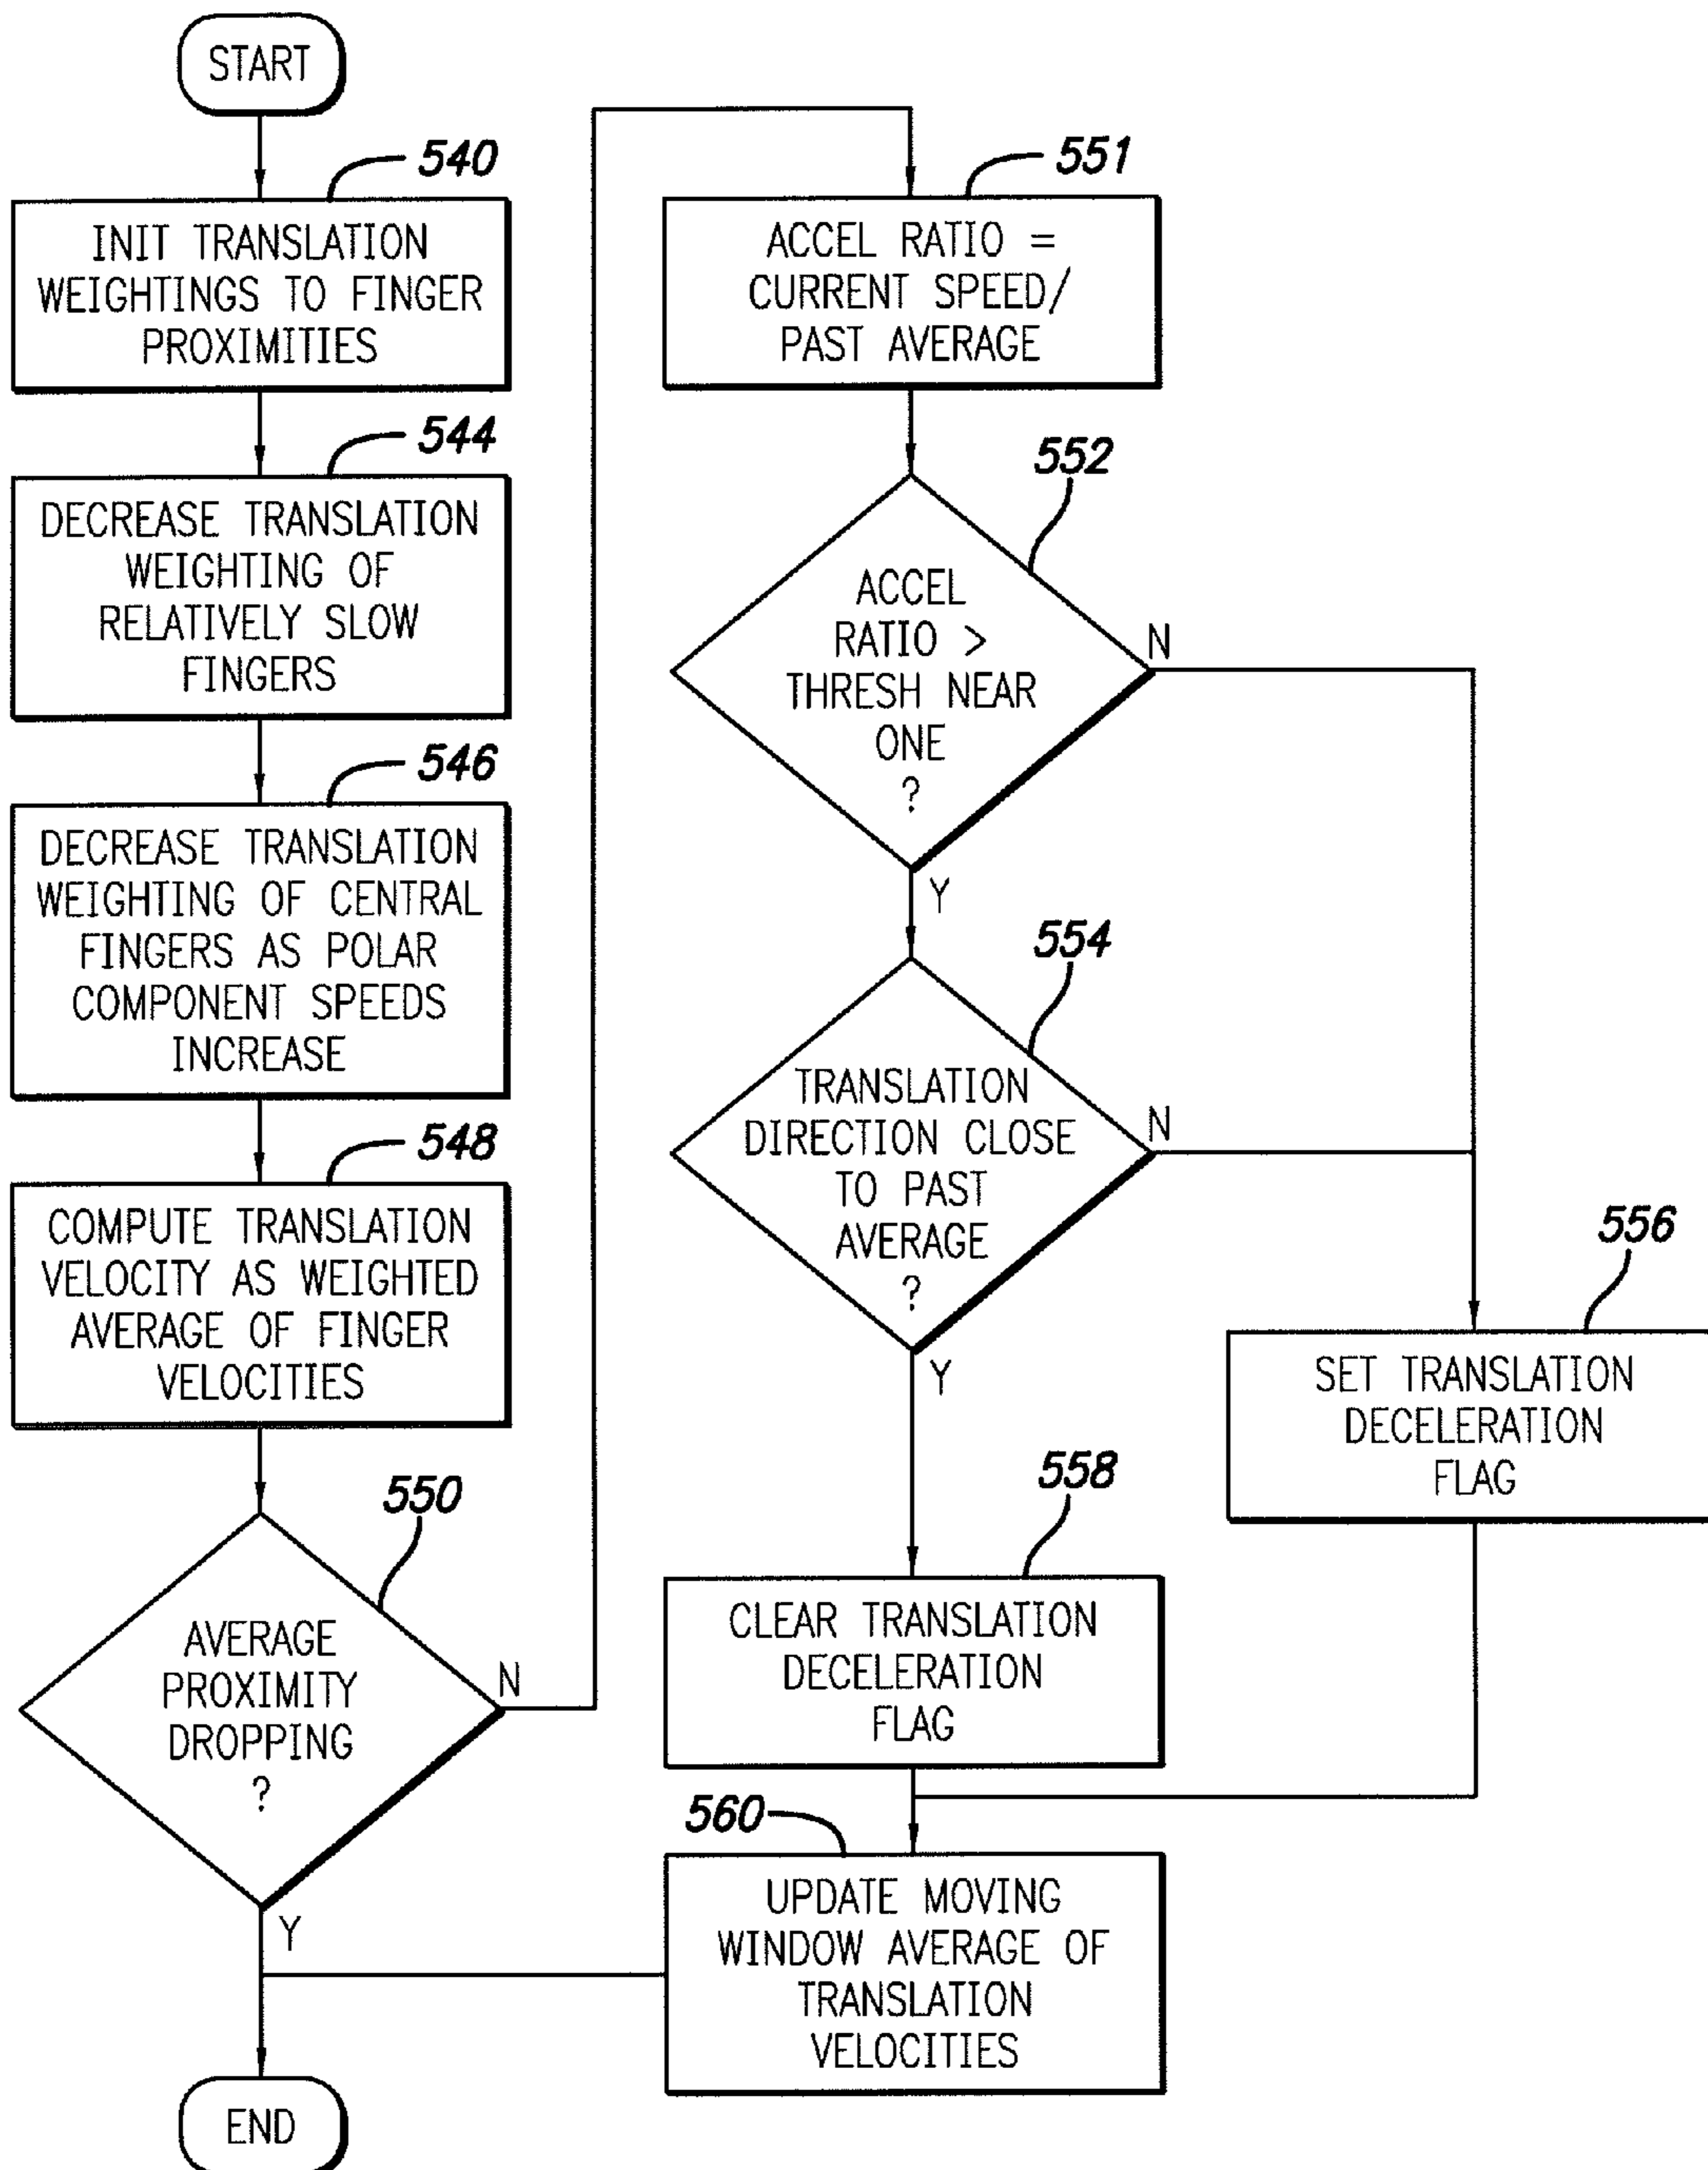 START
540
INIT TRANSLATION
WEIGHTINGS TO FINGER
PROXIMITIES
544
DECREASE TRANSLATION
WEIGHTING OF
RELATIVELY SLOW
FINGERS
546
DECREASE TRANSLATION
WEIGHTING OF CENTRAL
FINGERS AS POLAR
COMPONENT SPEEDS
INCREASE
548
COMPUTE TRANSLATION
VELOCITY AS WEIGHTED
AVERAGE OF FINGER
VELOCITIES
550
AVERAGE
PROXIMITY
DROPPING
?
N
Y
END
551
ACCEL RATIO =
CURRENT SPEED/
PAST AVERAGE
552
ACCEL
RATIO >
THRESH NEAR
ONE
?
N
Y
554
TRANSLATION
DIRECTION CLOSE
TO PAST
AVERAGE
?
N
Y
556
SET TRANSLATION
DECELERATION
FLAG
558
CLEAR TRANSLATION
DECELERATION
FLAG
560
UPDATE MOVING
WINDOW AVERAGE OF
TRANSLATION
VELOCITIES